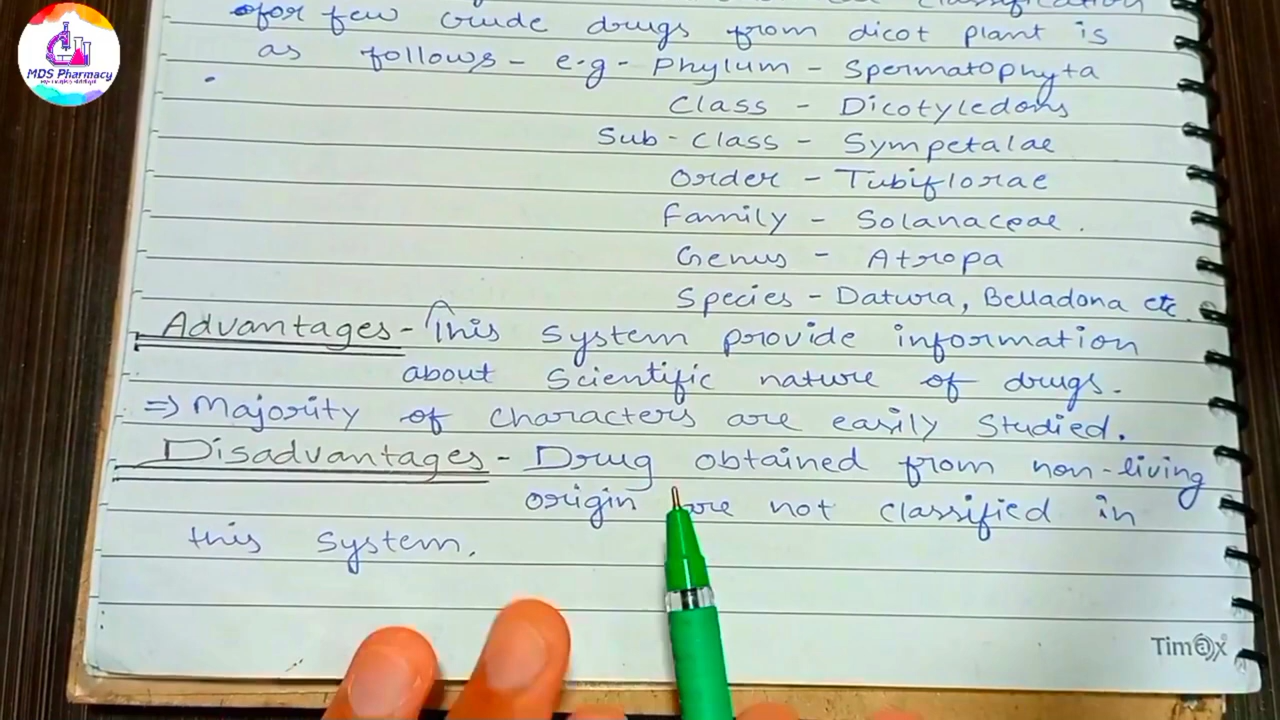 classification
for few crude drugs from dicot plant is
as follows - e.g - Phylum - Spermatophyta
Class - Dicotyledons
Sub-Class - Sympetalae
Order - Tubiflorae
Family - Solanaceae.
Genus - Atropa
Species - Datura, Belladona etc.
Advantages - This system provide information
about Scientific nature of drugs.
⇒ Majority of characters are easily Studied.
Disadvantages - Drug obtained from non-living
origin are not classified in
this system.
MDS Pharmacy
Timex